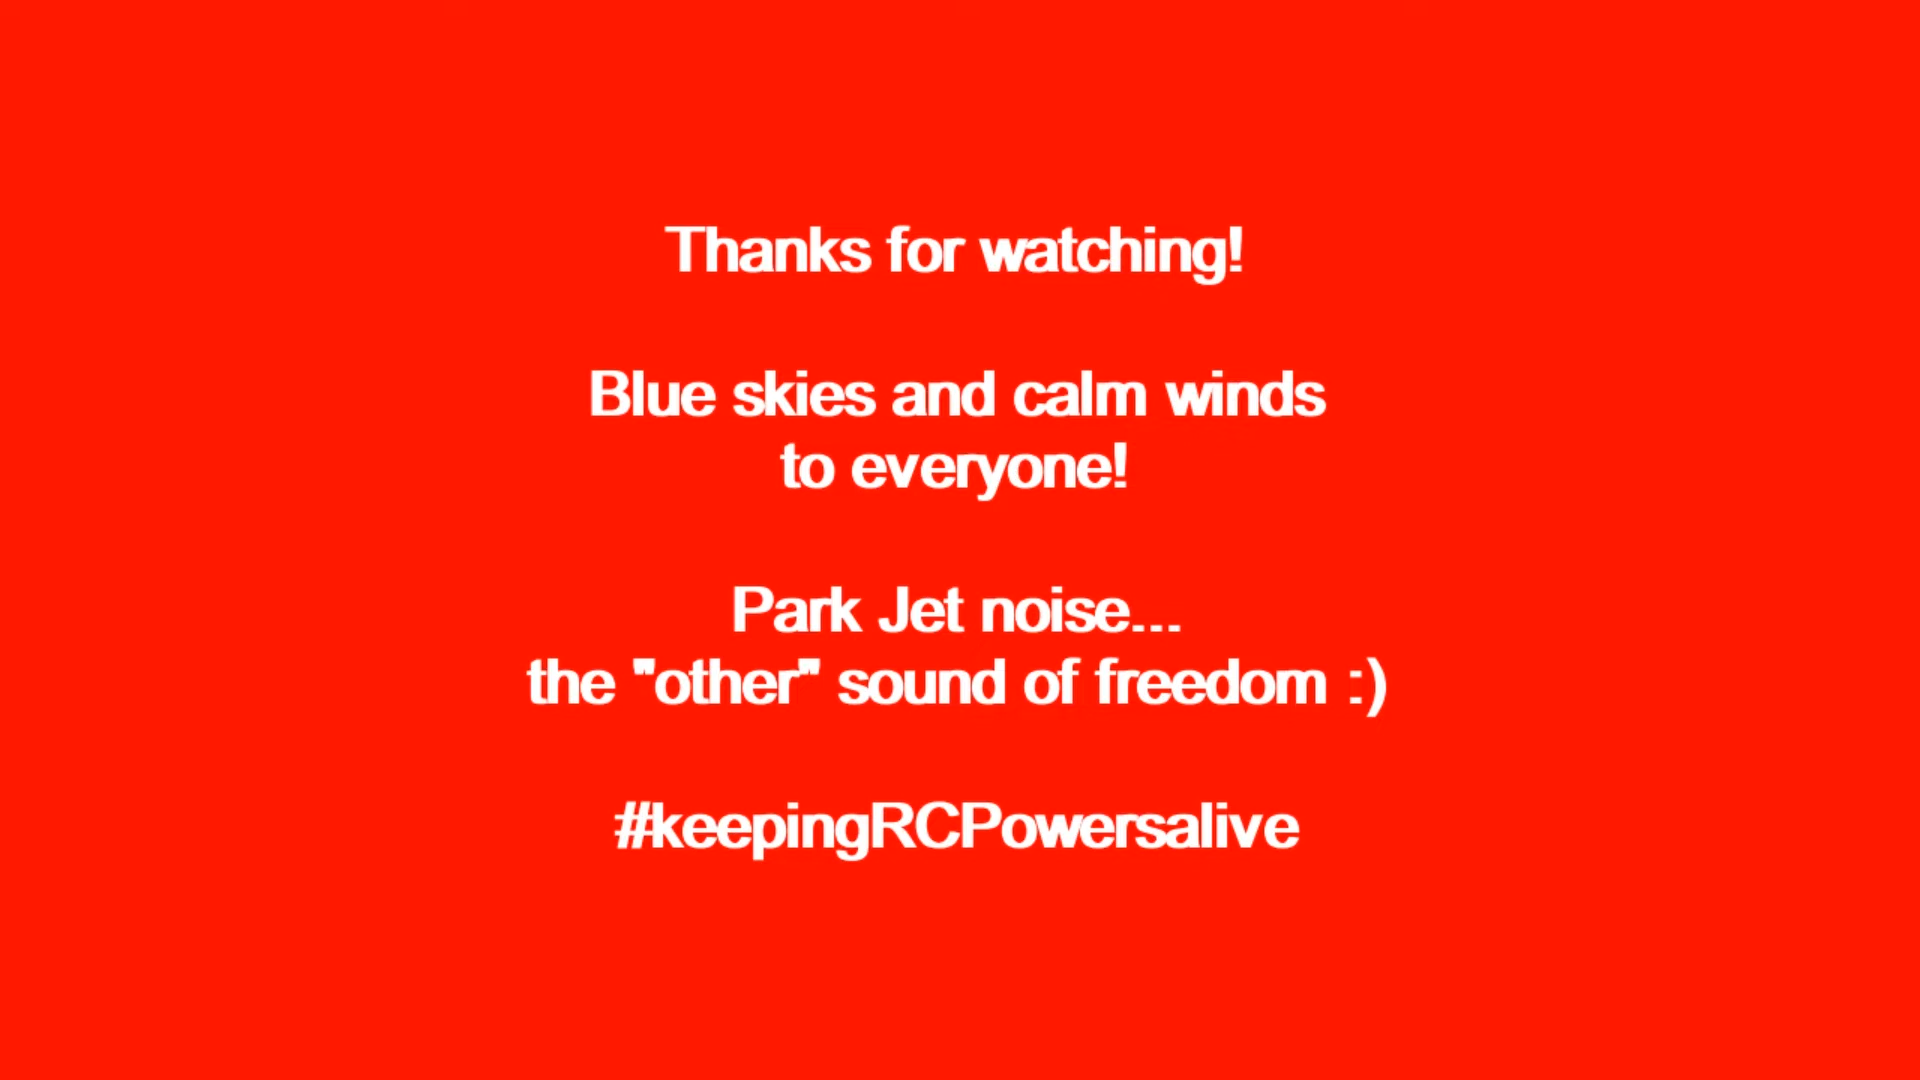 Thanks for watching!
Blue skies and calm winds
to everyone!
Park Jet noise...
the "other" sound of freedom :)
#keepingRCPowersalive